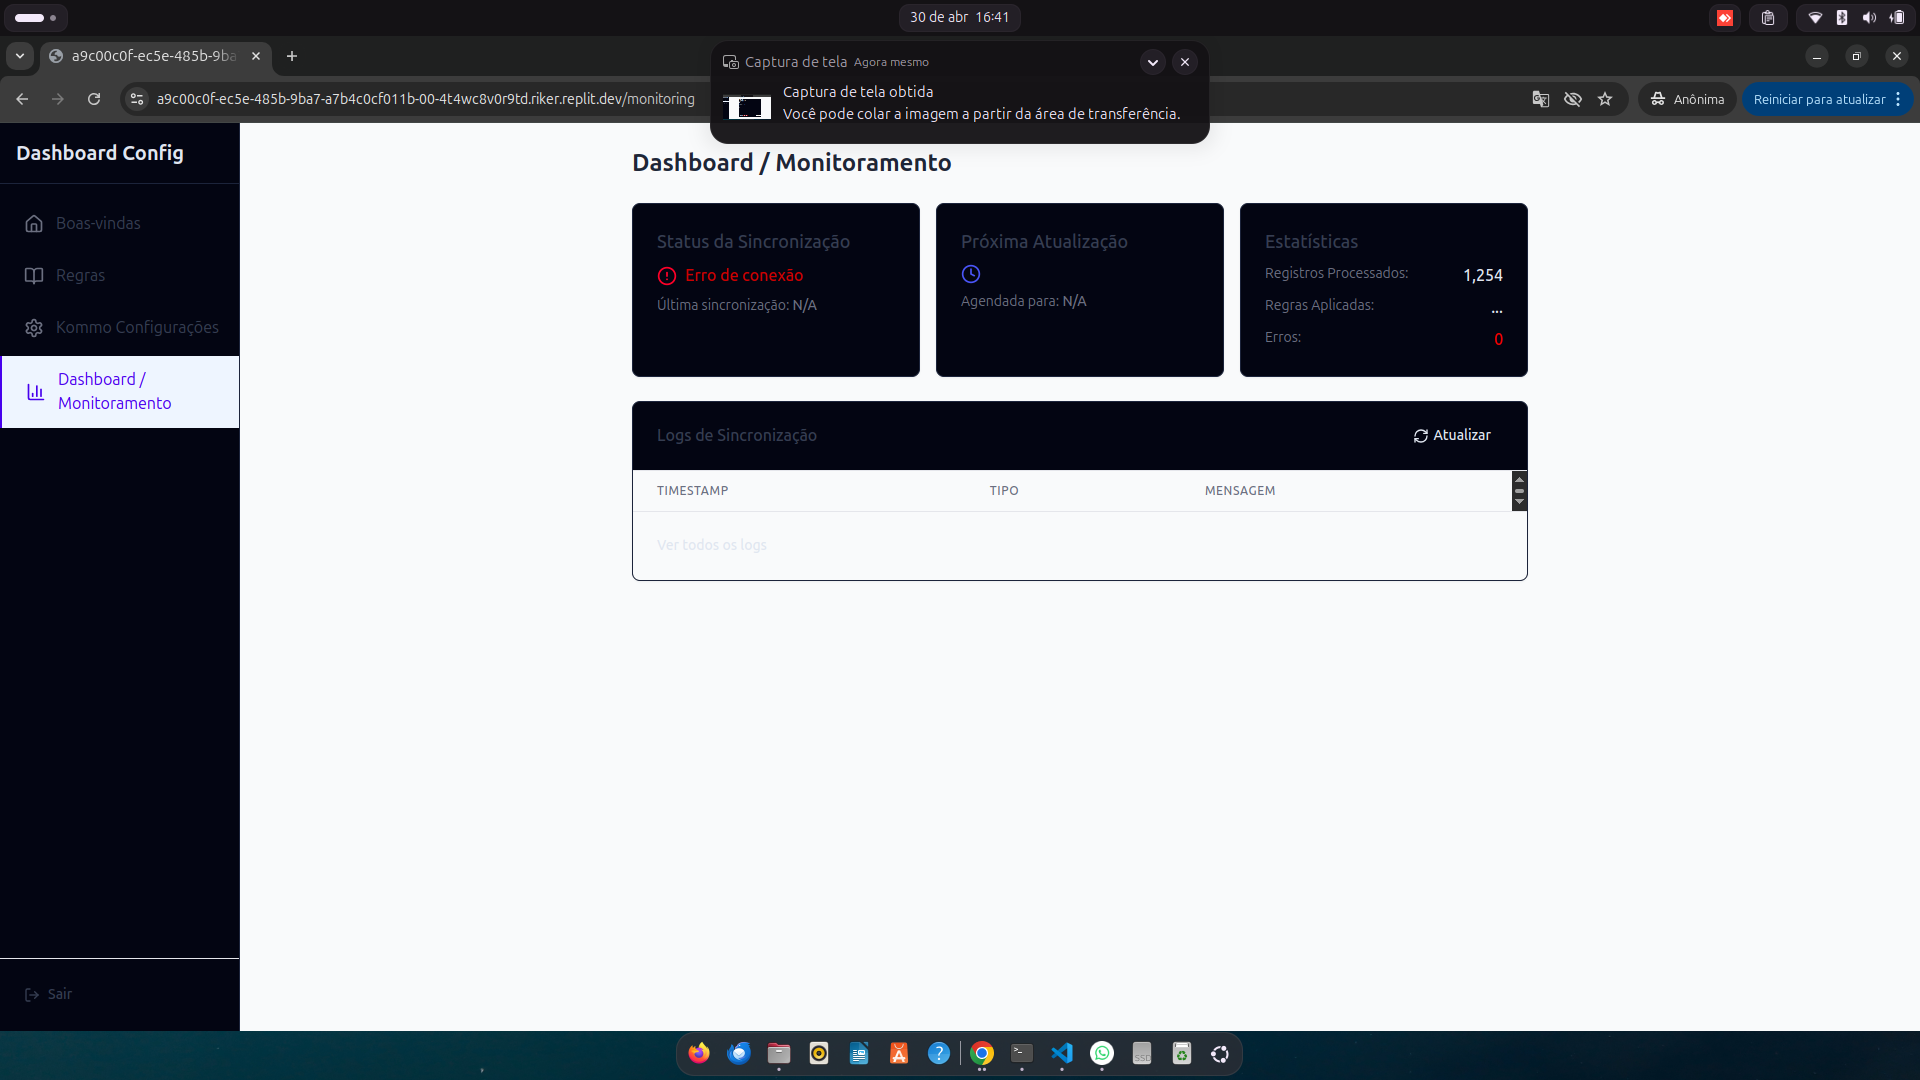 30 de abr 16:41
a9c00c0f-ec5e-485b-9ba
Captura de tela Agora mesmo
Captura de tela obtida
Você pode colar a imagem a partir da área de transferência.
a9c00c0f-ec5e-485b-9ba7-a7b4c0cf011b-00-4t4wc8v0r9td.riker.replit.dev/monitoring
Anônima
Reiniciar para atualizar
Dashboard Config
Boas-vindas
Regras
Kommo Configurações
Dashboard /
Monitoramento
Sair
Dashboard / Monitoramento
Status da Sincronização
Erro de conexão
Última sincronização: N/A
Próxima Atualização
Agendada para: N/A
Estatísticas
Registros Processados: 1,254
Regras Aplicadas: ...
Erros: 0
Logs de Sincronização
Atualizar
TIMESTAMP TIPO MENSAGEM
Ver todos os logs
SSD